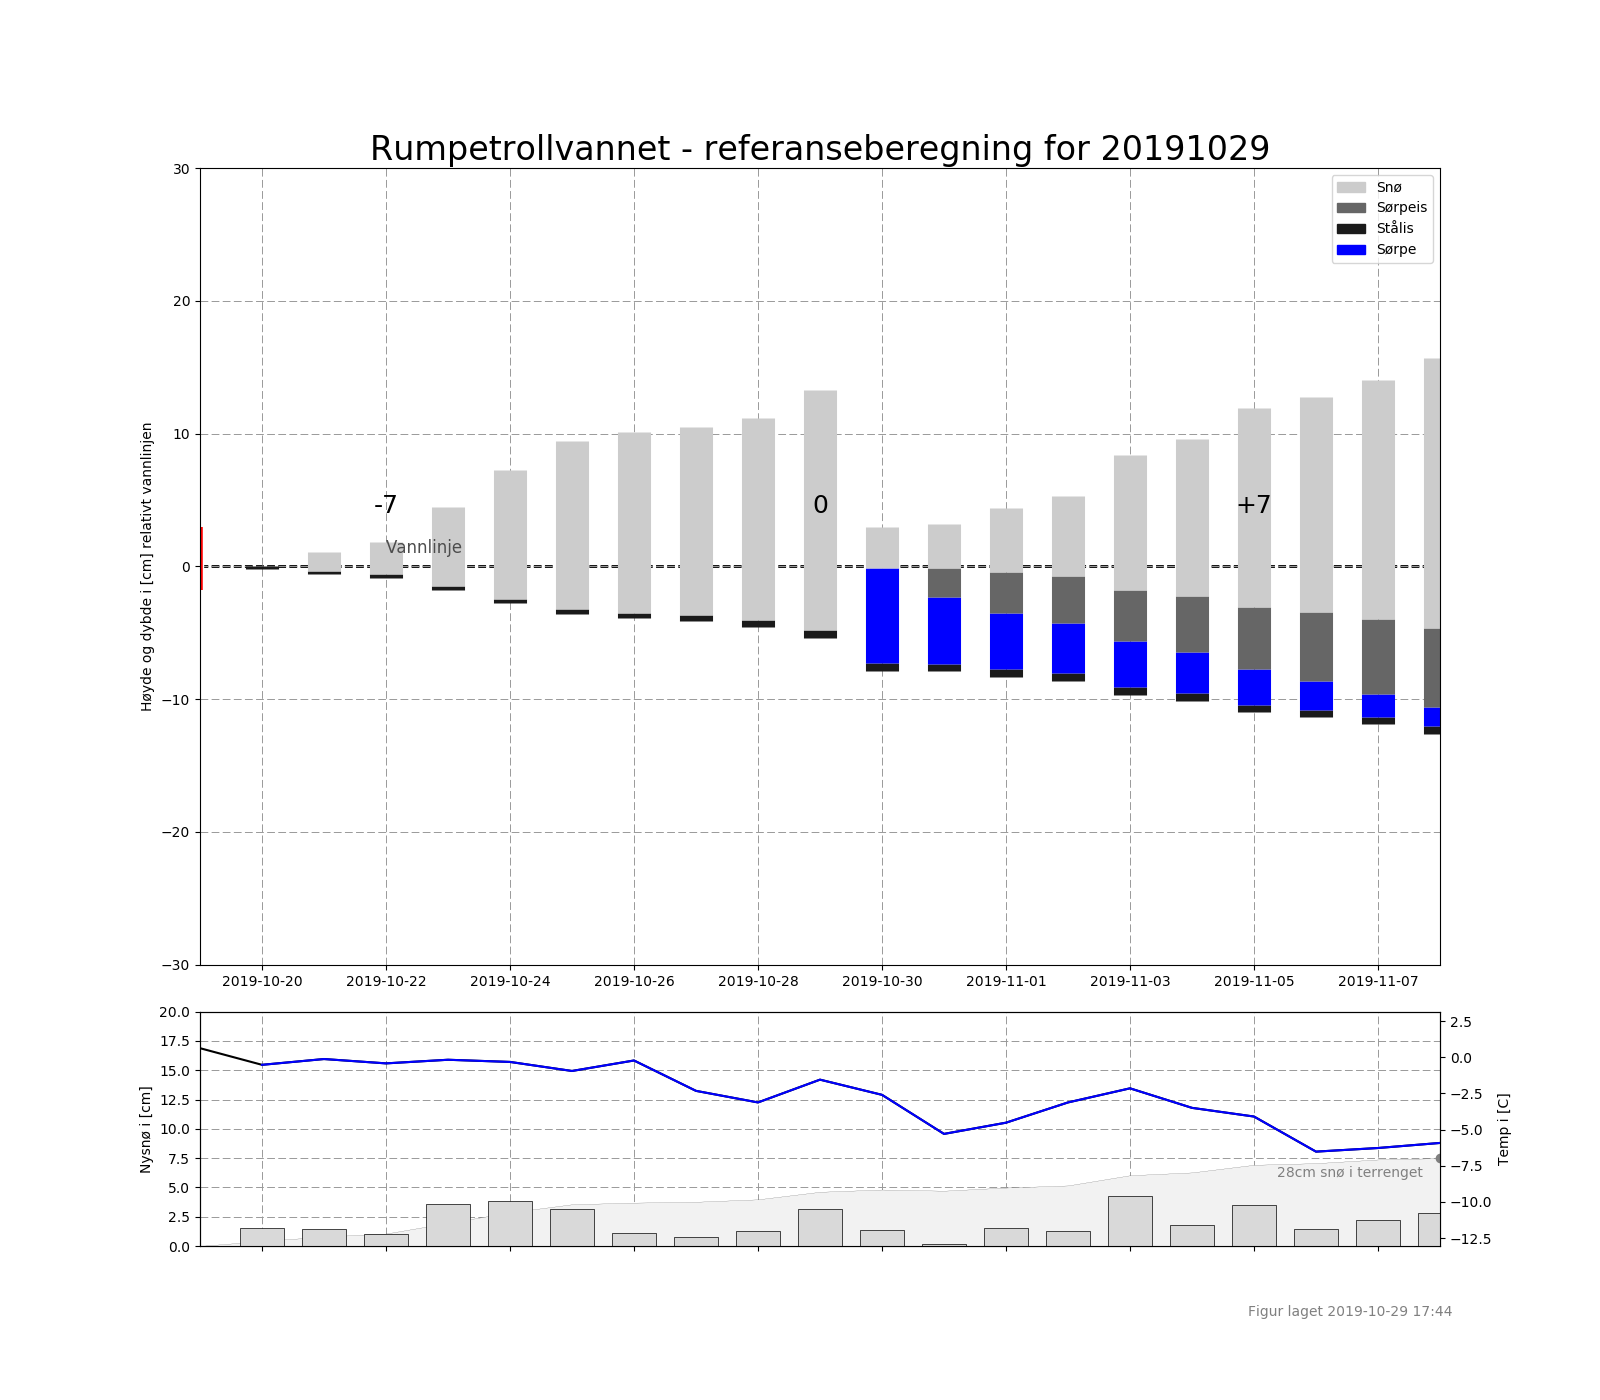 Rumpetrollvannet - referanseberegning for 20191029
Snø
Sørpeis
Stålis
Sørpe
Høyde og dybde i [cm] relativt vannlinjen
30
20
10
0
−10
−20
−30
-7
0
+7
Vannlinje
2019-10-20 2019-10-22 2019-10-24 2019-10-26 2019-10-28 2019-10-30 2019-11-01 2019-11-03 2019-11-05 2019-11-07
Nysnø i [cm]
20.0
17.5
15.0
12.5
10.0
7.5
5.0
2.5
0.0
28cm snø i terrenget
2.5
0.0
−2.5
−5.0
−7.5
−10.0
−12.5
Temp i [C]
Figur laget 2019-10-29 17:44